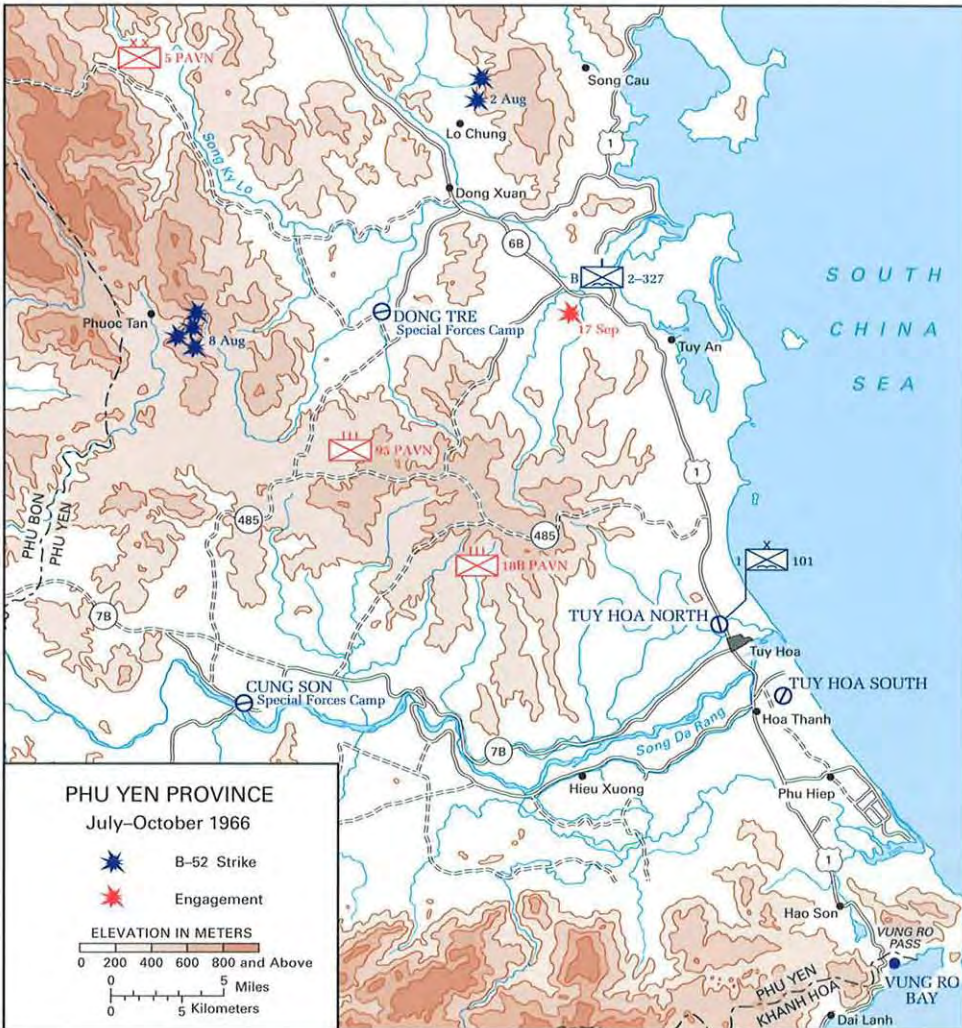 5 PAVN
Song Cau
2 Aug
Lo Chung
1
Song Ky Lo
Dong Xuan
6B
B
2–327
SOUTH
CHINA
SEA
Phuoc Tan
8 Aug
DONG TRE
Special Forces Camp
17 Sep
Tuy An
95 PAVN
1
PHU BON
PHU YEN
485
485
18B PAVN
1
101
7B
TUY HOA NORTH
Tuy Hoa
CUNG SON
Special Forces Camp
TUY HOA SOUTH
Hoa Thanh
Song Da Rang
7B
Hieu Xuong
Phu Hiep
1
Hao Son
VUNG RO
PASS
VUNG RO
BAY
PHU YEN
KHANH HOA
Dai Lanh
PHU YEN PROVINCE
July–October 1966
B–52 Strike
Engagement
ELEVATION IN METERS
0 200 400 600 800 and Above
0 5
Miles
0 5 Kilometers